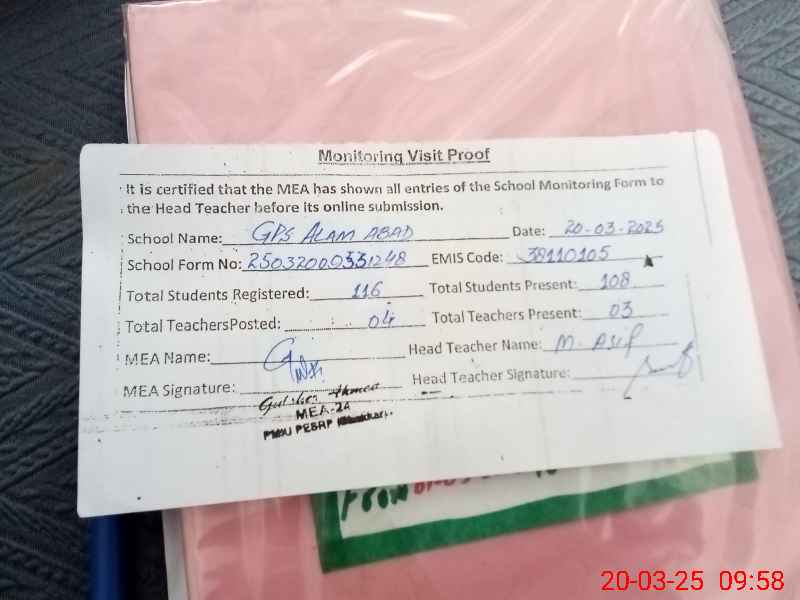 Monitoring Visit Proof
It is certified that the MEA has shown all entries of the School Monitoring Form to
the Head Teacher before its online submission.
School Name: GPS ALAM ABAD Date: 20-03-2025
School Form No: 2503200033 1248 EMIS Code: 38110105
Total Students Registered: 116 Total Students Present: 108
Total TeachersPosted: 04 Total Teachers Present: 03
MEA Name: Head Teacher Name: M. Asif
MEA Signature: Head Teacher Signature:
Ahmed
MEA-24
PMIU PESRP
From
20-03-25 09:58